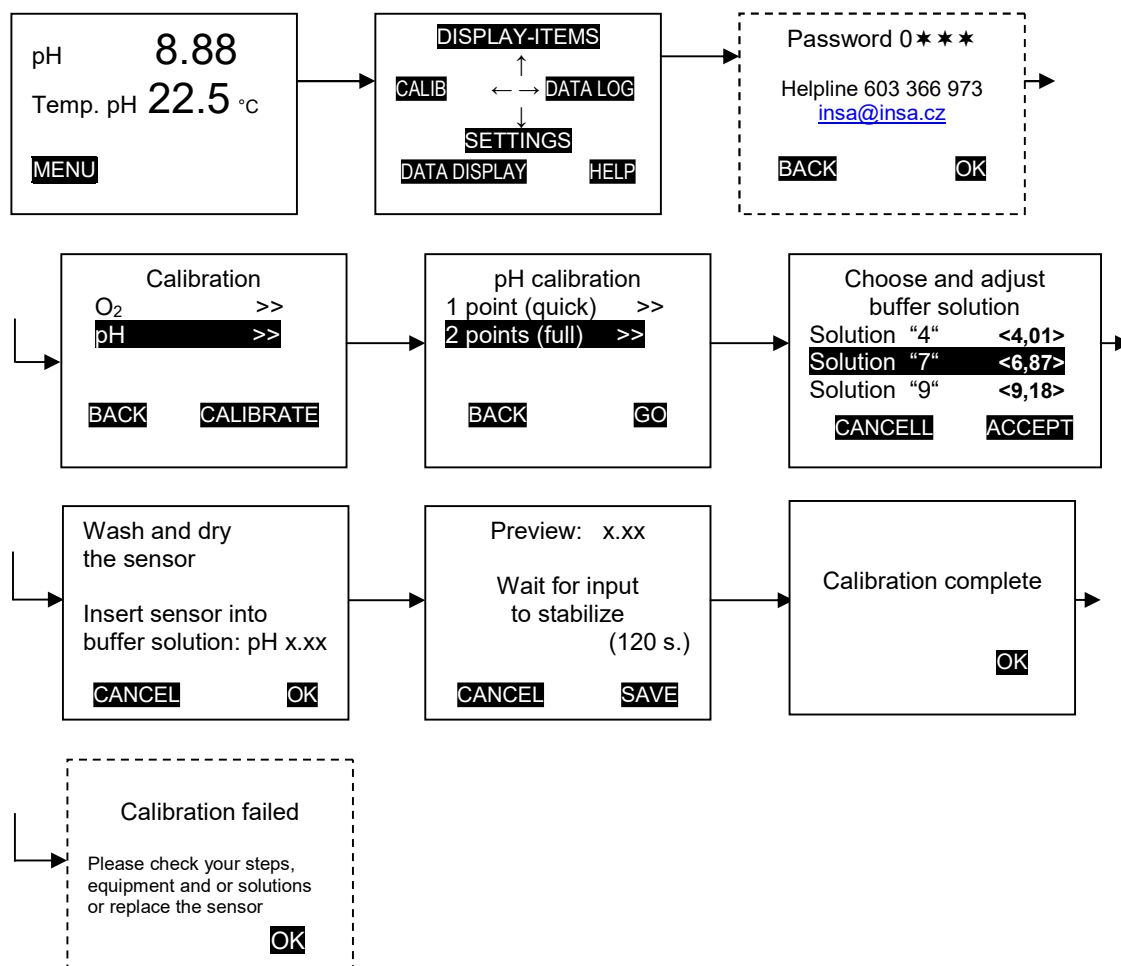 pH 8.88
Temp. pH 22.5 °C
MENU
DISPLAY-ITEMS
↑
CALIB ← → DATA LOG
↓
SETTINGS
DATA DISPLAY HELP
Password 0✶✶✶
Helpline 603 366 973
insa@insa.cz
BACK OK
Calibration
O₂ >>
pH >>
BACK CALIBRATE
pH calibration
1 point (quick) >>
2 points (full) >>
BACK GO
Choose and adjust
buffer solution
Solution “4“ <4,01>
Solution “7“ <6,87>
Solution “9“ <9,18>
CANCELL ACCEPT
Wash and dry
the sensor
Insert sensor into
buffer solution: pH x.xx
CANCEL OK
Preview: x.xx
Wait for input
to stabilize
(120 s.)
CANCEL SAVE
Calibration complete
OK
Calibration failed
Please check your steps,
equipment and or solutions
or replace the sensor
OK